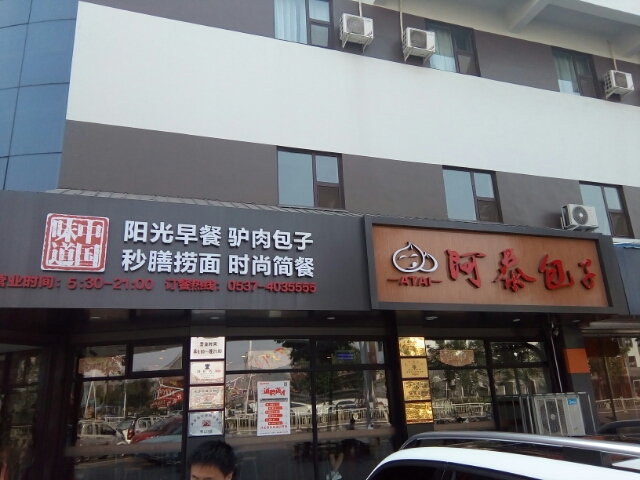 中国味道
阳光早餐 驴肉包子
秒膳捞面 时尚简餐
营业时间：5:30-21:00 订餐热线：0537-4035555
ATAI
阿泰包子